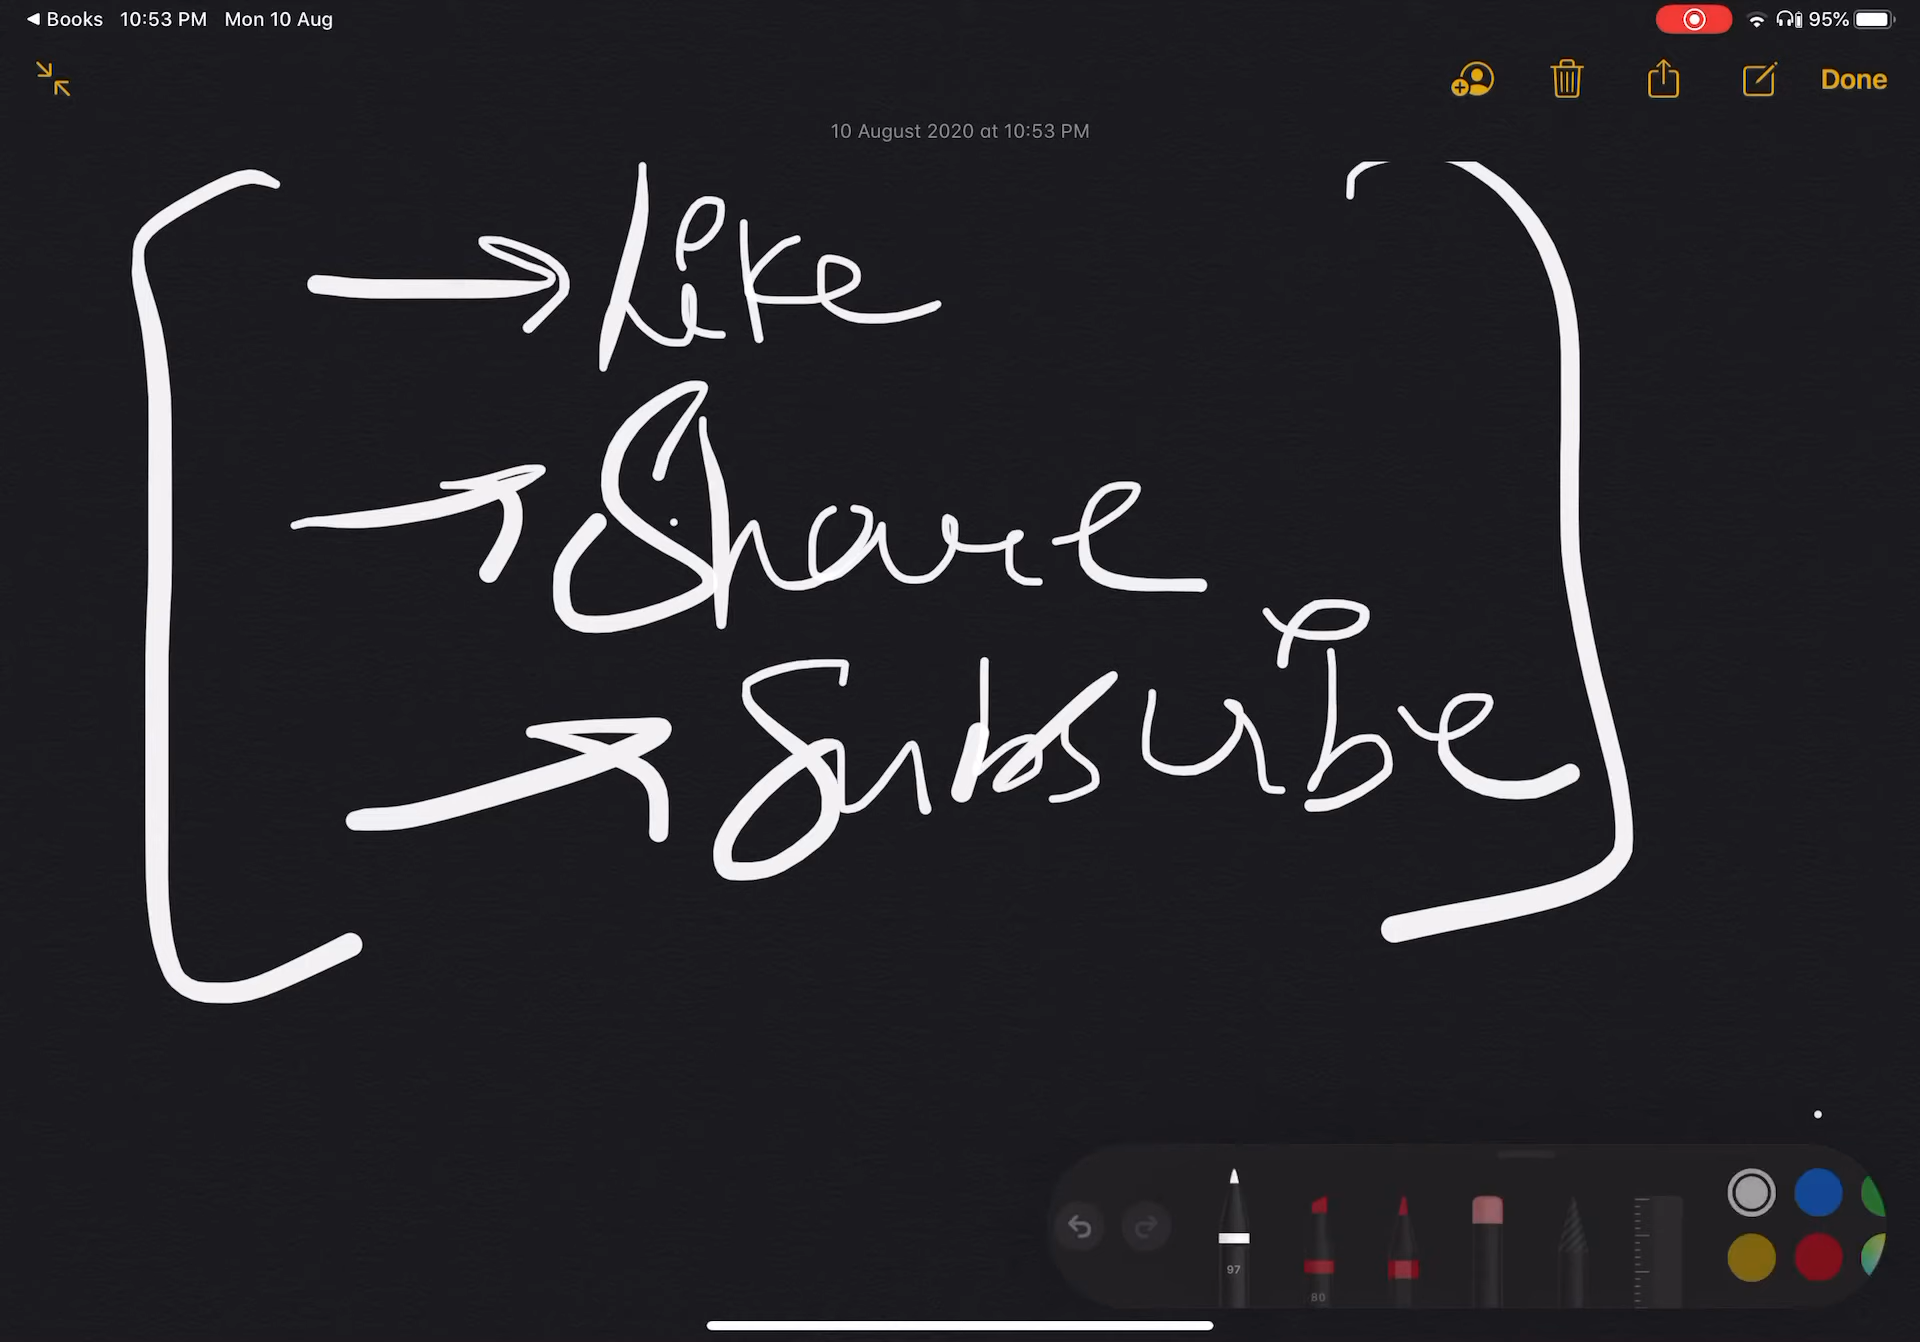 Books 10:53 PM Mon 10 Aug 95%
Done
10 August 2020 at 10:53 PM
→ Like
→ Share
→ Subsuibe
97
80